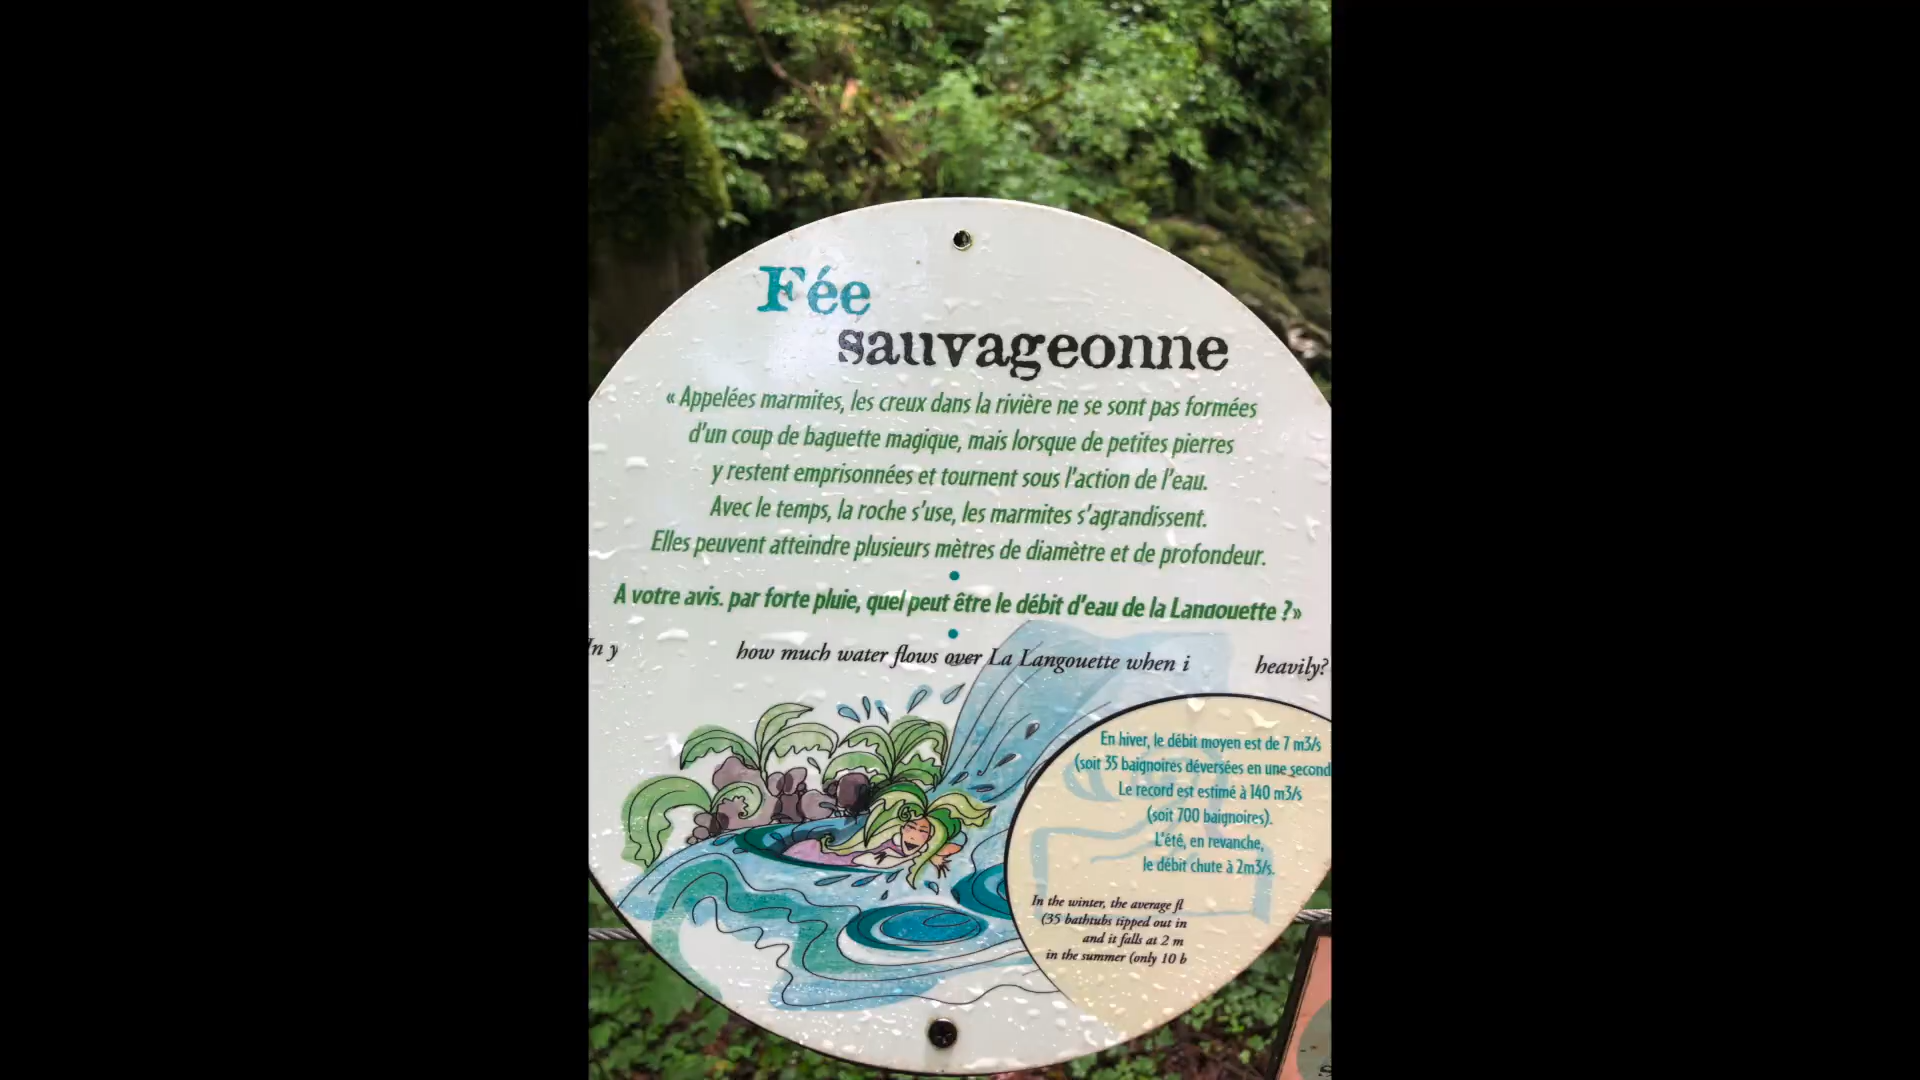 Fée
sauvageonne
« Appelées marmites, les creux dans la rivière ne se sont pas formées
d'un coup de baguette magique, mais lorsque de petites pierres
y restent emprisonnées et tournent sous l'action de l'eau.
Avec le temps, la roche s'use, les marmites s'agrandissent.
Elles peuvent atteindre plusieurs mètres de diamètre et de profondeur.
A votre avis. par forte pluie, quel peut être le débit d'eau de la Langouette ?»
In y how much water flows over La Langouette when i heavily?
En hiver, le débit moyen est de 7 m3/s
(soit 35 baignoires déversées en une second
Le record est estimé à 140 m3/s
(soit 700 baignoires).
L'été, en revanche,
le débit chute à 2m3/s.
In the winter, the average fl
(35 bathtubs tipped out in
and it falls at 2 m
in the summer (only 10 b